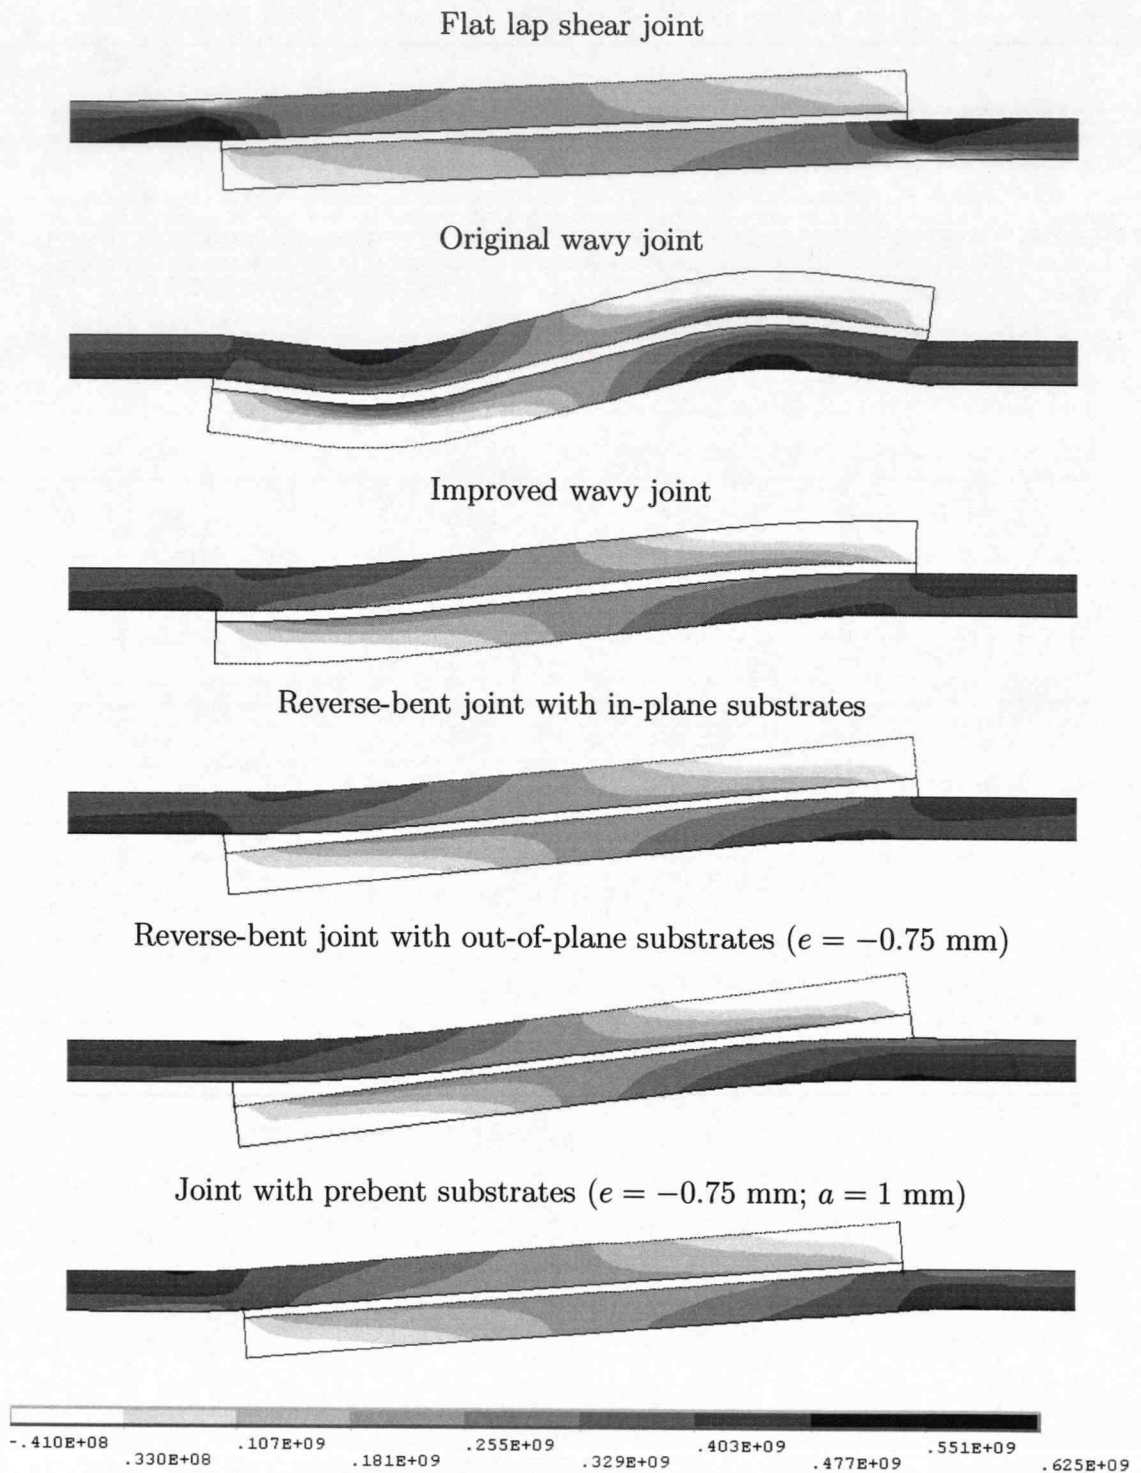 Flat lap shear joint
Original wavy joint
Improved wavy joint
Reverse-bent joint with in-plane substrates
Reverse-bent joint with out-of-plane substrates (e = −0.75 mm)
Joint with prebent substrates (e = −0.75 mm; a = 1 mm)
-.410E+08 .107E+09 .255E+09 .403E+09 .551E+09
.330E+08 .181E+09 .329E+09 .477E+09 .625E+09